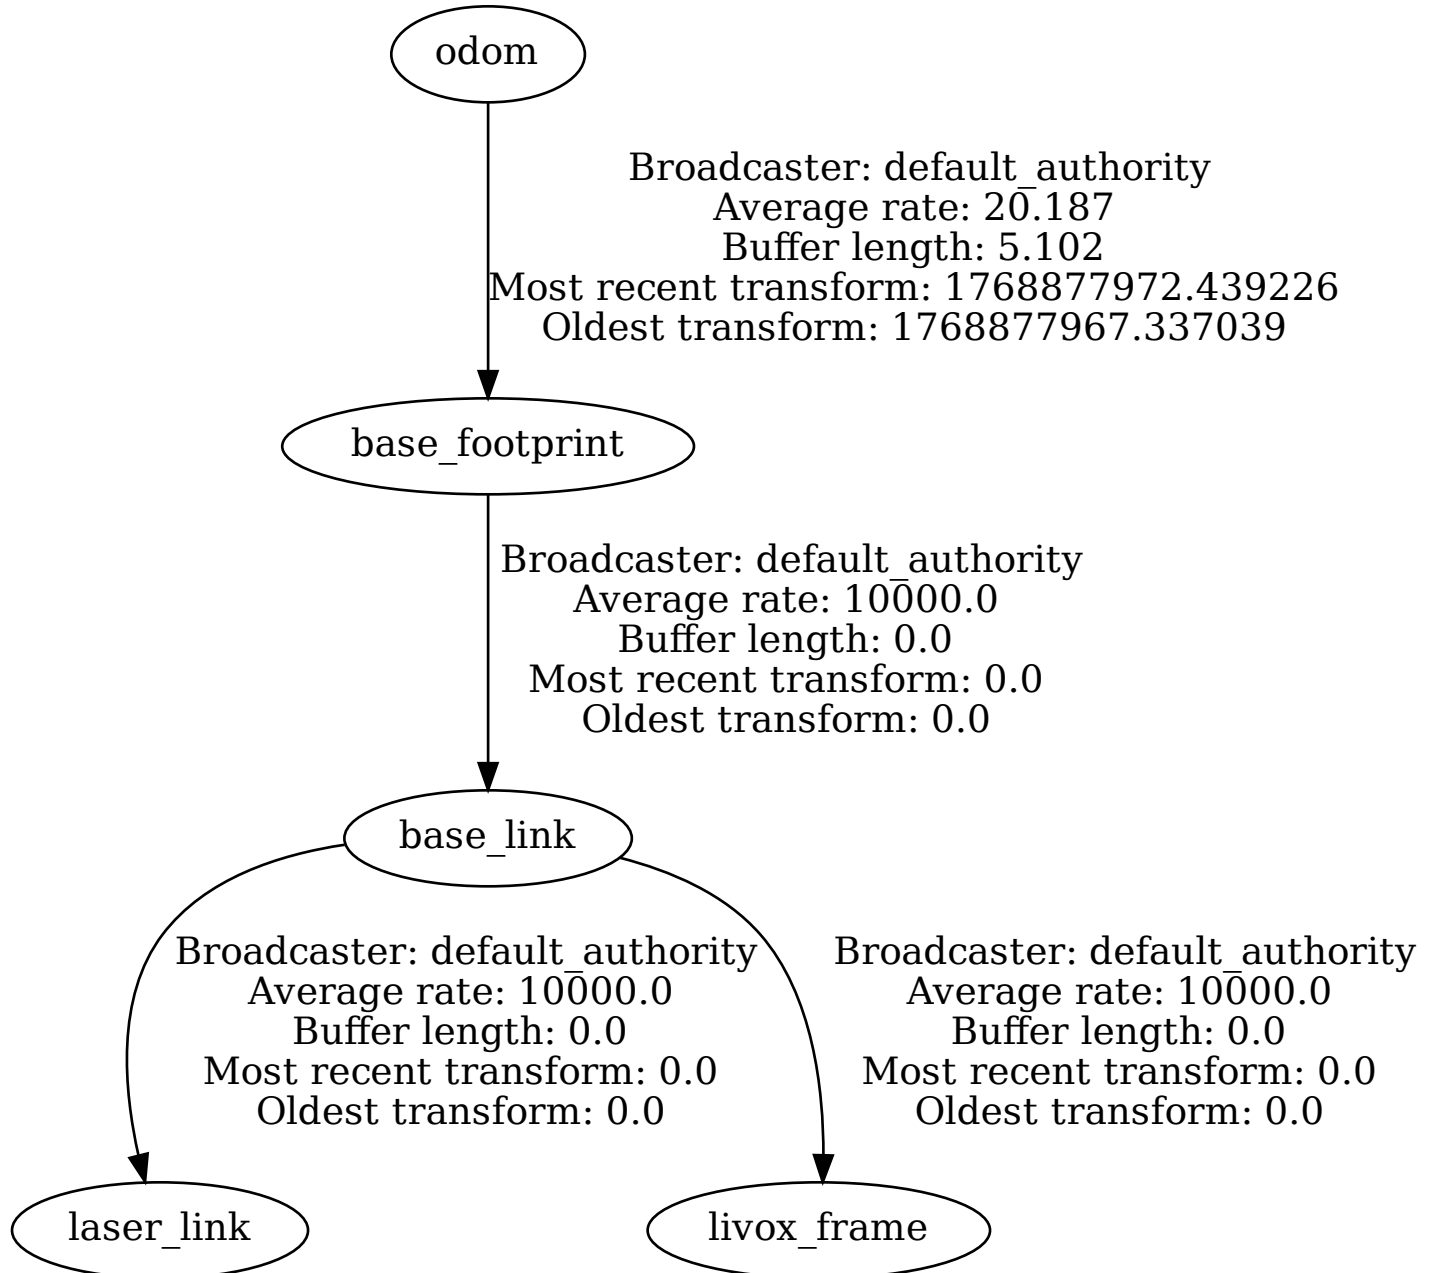 odom
Broadcaster: default_authority
Average rate: 20.187
Buffer length: 5.102
Most recent transform: 1768877972.439226
Oldest transform: 1768877967.337039
base_footprint
Broadcaster: default_authority
Average rate: 10000.0
Buffer length: 0.0
Most recent transform: 0.0
Oldest transform: 0.0
base_link
Broadcaster: default_authority
Average rate: 10000.0
Buffer length: 0.0
Most recent transform: 0.0
Oldest transform: 0.0
Broadcaster: default_authority
Average rate: 10000.0
Buffer length: 0.0
Most recent transform: 0.0
Oldest transform: 0.0
laser_link
livox_frame